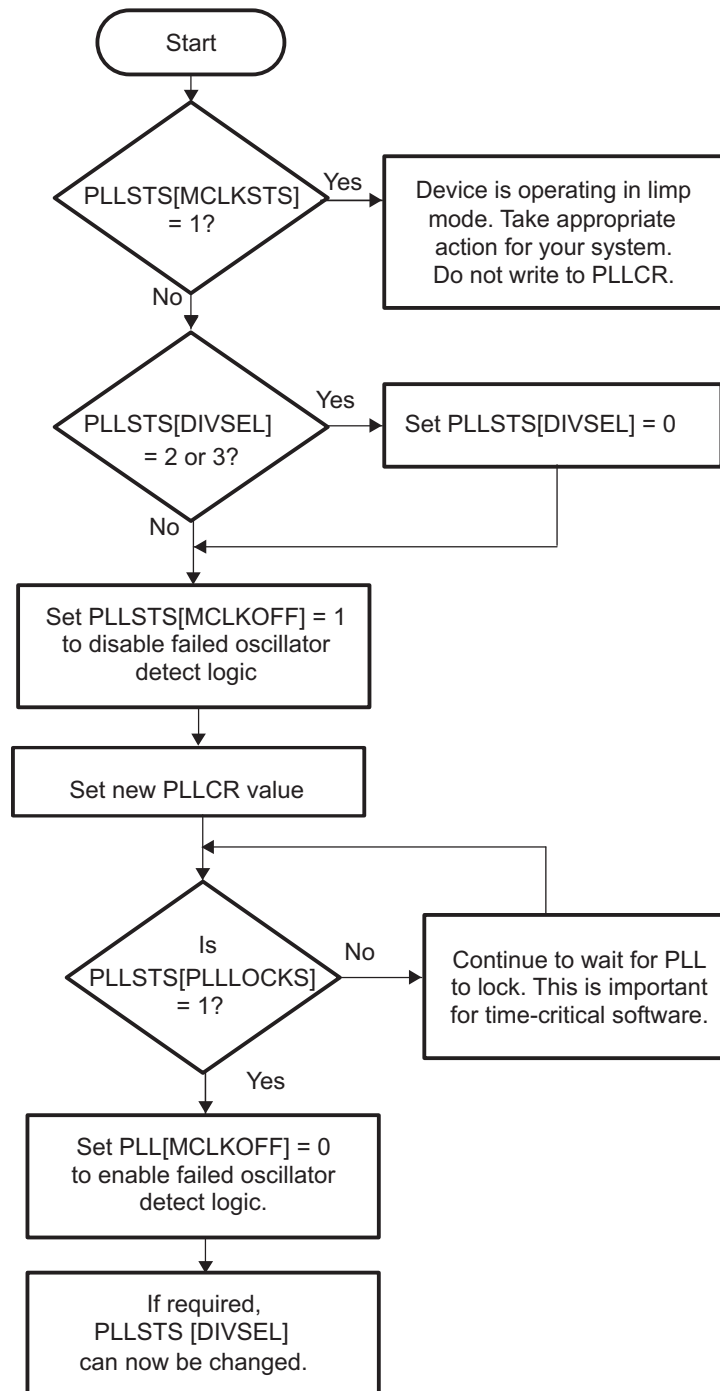 Start
PLLSTS[MCLKSTS]
= 1?
Yes
Device is operating in limp
mode. Take appropriate
action for your system.
Do not write to PLLCR.
No
PLLSTS[DIVSEL]
= 2 or 3?
Yes
Set PLLSTS[DIVSEL] = 0
No
Set PLLSTS[MCLKOFF] = 1
to disable failed oscillator
detect logic
Set new PLLCR value
Is
PLLSTS[PLLLOCKS]
= 1?
No
Continue to wait for PLL
to lock. This is important
for time-critical software.
Yes
Set PLL[MCLKOFF] = 0
to enable failed oscillator
detect logic.
If required,
PLLSTS [DIVSEL]
can now be changed.